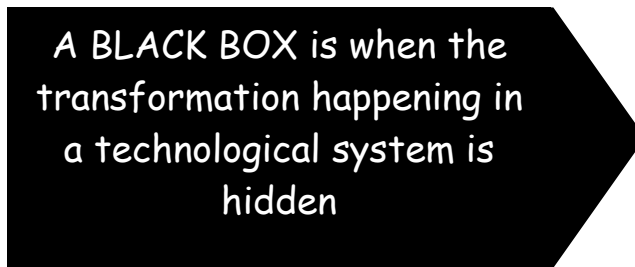 A BLACK BOX is when the
transformation happening in
a technological system is
hidden